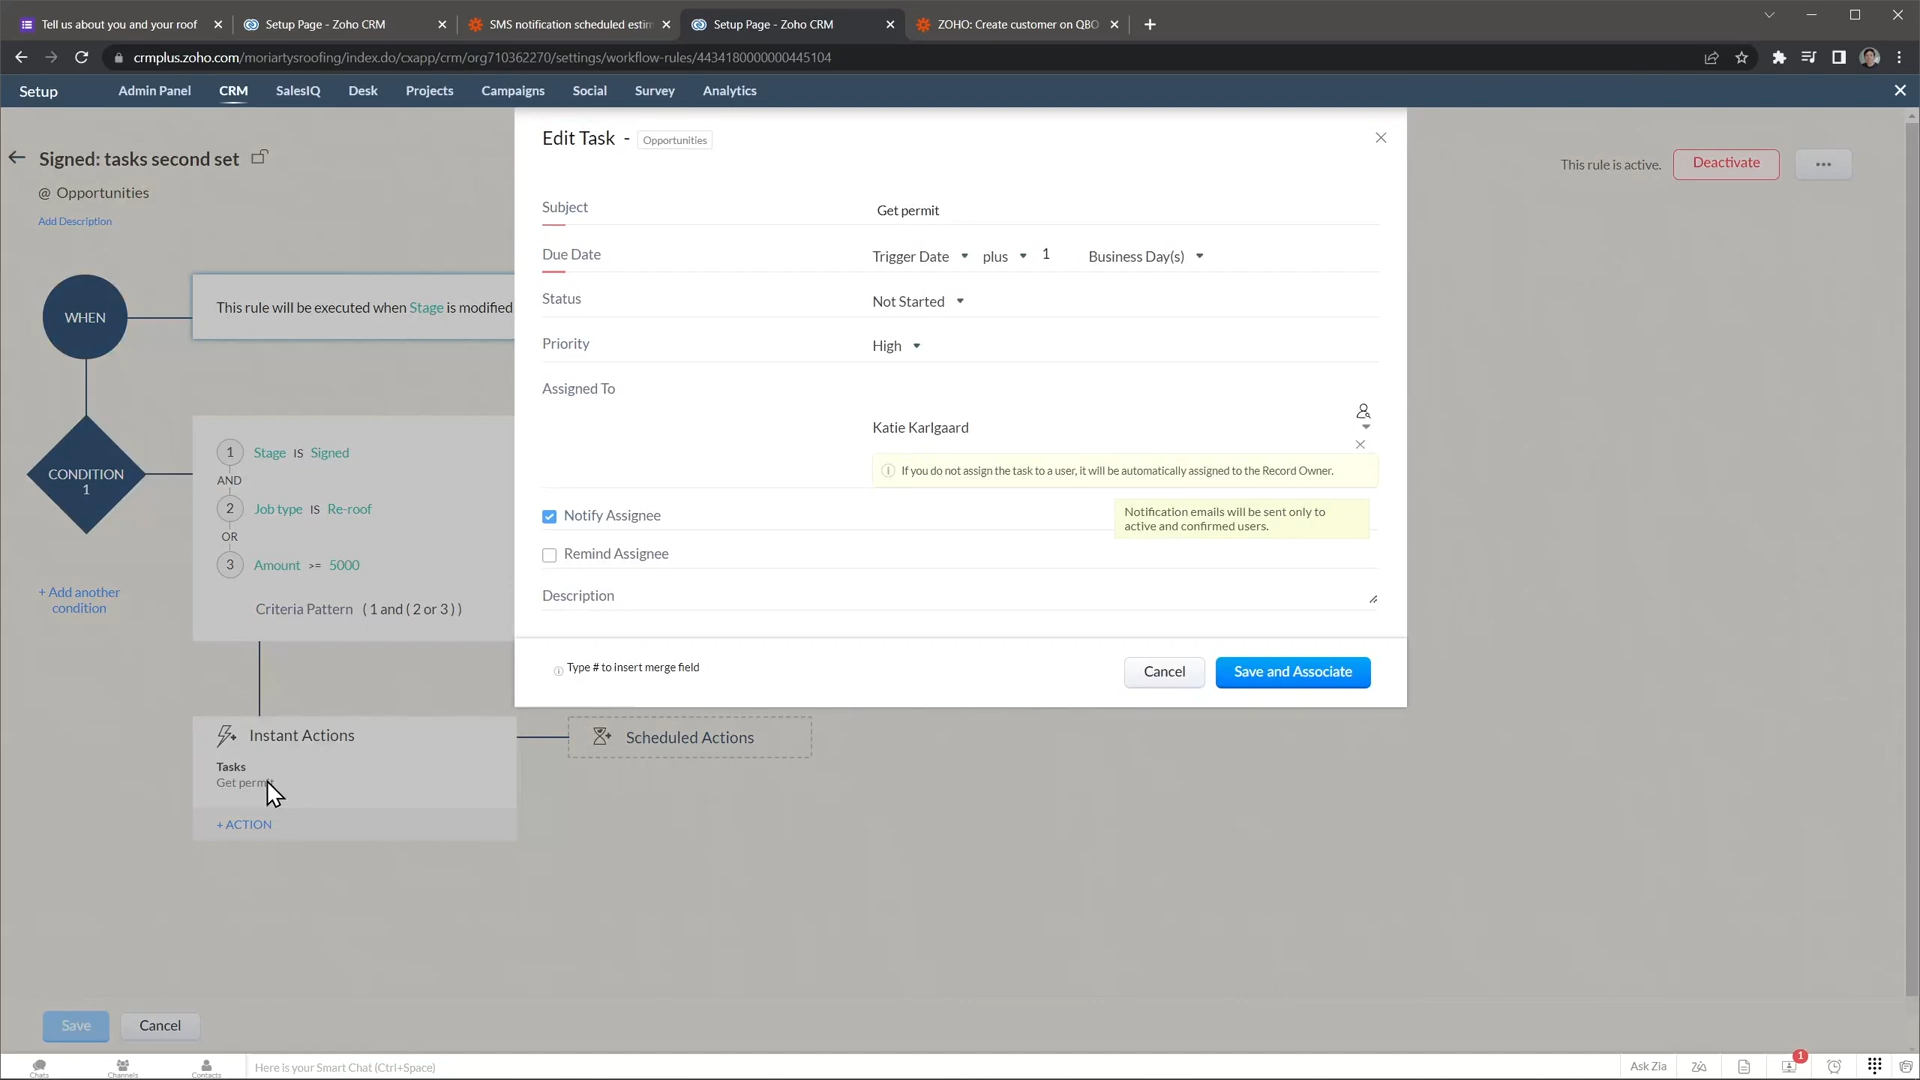 Tell us about you and your roof
Setup Page - Zoho CRM
SMS notification scheduled estim
Setup Page - Zoho CRM
ZOHO: Create customer on QBO
crmplus.zoho.com/moriartysroofing/index.do/cxapp/crm/org710362270/settings/workflow-rules/4434180000000445104
Setup
Admin Panel
CRM
SalesIQ
Desk
Projects
Campaigns
Social
Survey
Analytics
Signed: tasks second set
@ Opportunities
Add Description
This rule is active.
Deactivate
...
WHEN
This rule will be executed when Stage is modified
CONDITION
1
1 Stage IS Signed
AND
2 Job type IS Re-roof
OR
3 Amount >= 5000
Criteria Pattern ( 1 and ( 2 or 3 ) )
+ Add another
condition
Instant Actions
Tasks
Get permit
+ ACTION
Scheduled Actions
Edit Task - Opportunities
Subject
Get permit
Due Date
Trigger Date plus 1 Business Day(s)
Status
Not Started
Priority
High
Assigned To
Katie Karlgaard
If you do not assign the task to a user, it will be automatically assigned to the Record Owner.
Notify Assignee
Notification emails will be sent only to
active and confirmed users.
Remind Assignee
Description
Type # to insert merge field
Cancel
Save and Associate
Save
Cancel
Chats
Channels
Contacts
Here is your Smart Chat (Ctrl+Space)
Ask Zia
1